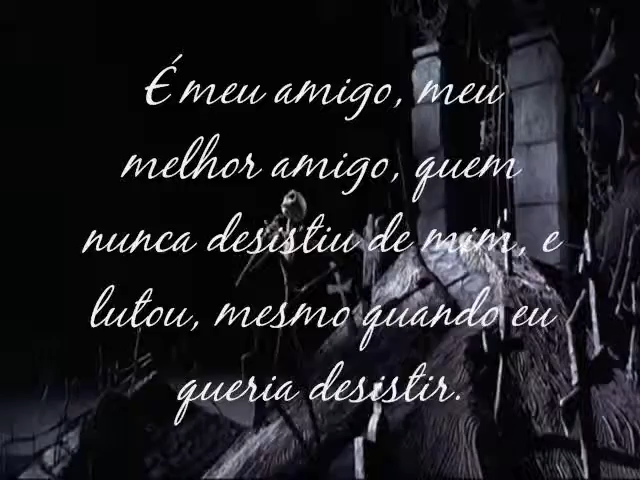 É meu amigo, meu
melhor amigo, quem
nunca desistiu de mim, e
lutou, mesmo quando eu
queria desistir.